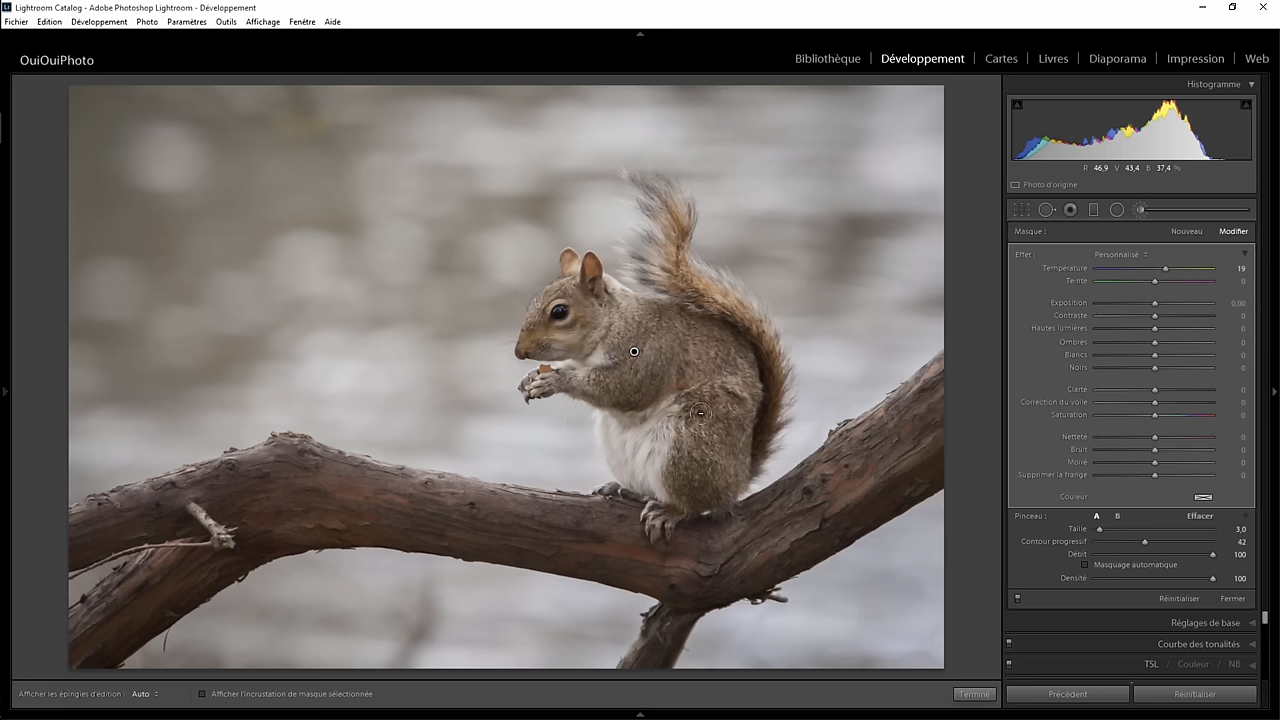 Lr Lightroom Catalog - Adobe Photoshop Lightroom - Développement
Fichier Edition Développement Photo Paramètres Outils Affichage Fenêtre Aide
OuiOuiPhoto
Bibliothèque | Développement | Cartes | Livres | Diaporama | Impression | Web
Histogramme
R 46,9 V 43,4 B 37,4 %
Photo d'origine
Masque : Nouveau Modifier
Effet : Personnalisé
Température 19
Teinte 0
Exposition 0,00
Contraste 0
Hautes lumières 0
Ombres 0
Blancs 0
Noirs 0
Clarté 0
Correction du voile 0
Saturation 0
Netteté 0
Bruit 0
Moiré 0
Supprimer la frange 0
Couleur
Pinceau : A B Effacer
Taille 3,0
Contour progressif 42
Débit 100
Masquage automatique
Densité 100
Réinitialiser Fermer
Réglages de base
Courbe des tonalités
TSL / Couleur / NB
Afficher les épingles d'édition : Auto Afficher l'incrustation de masque sélectionnée Terminé
Précédent Réinitialiser